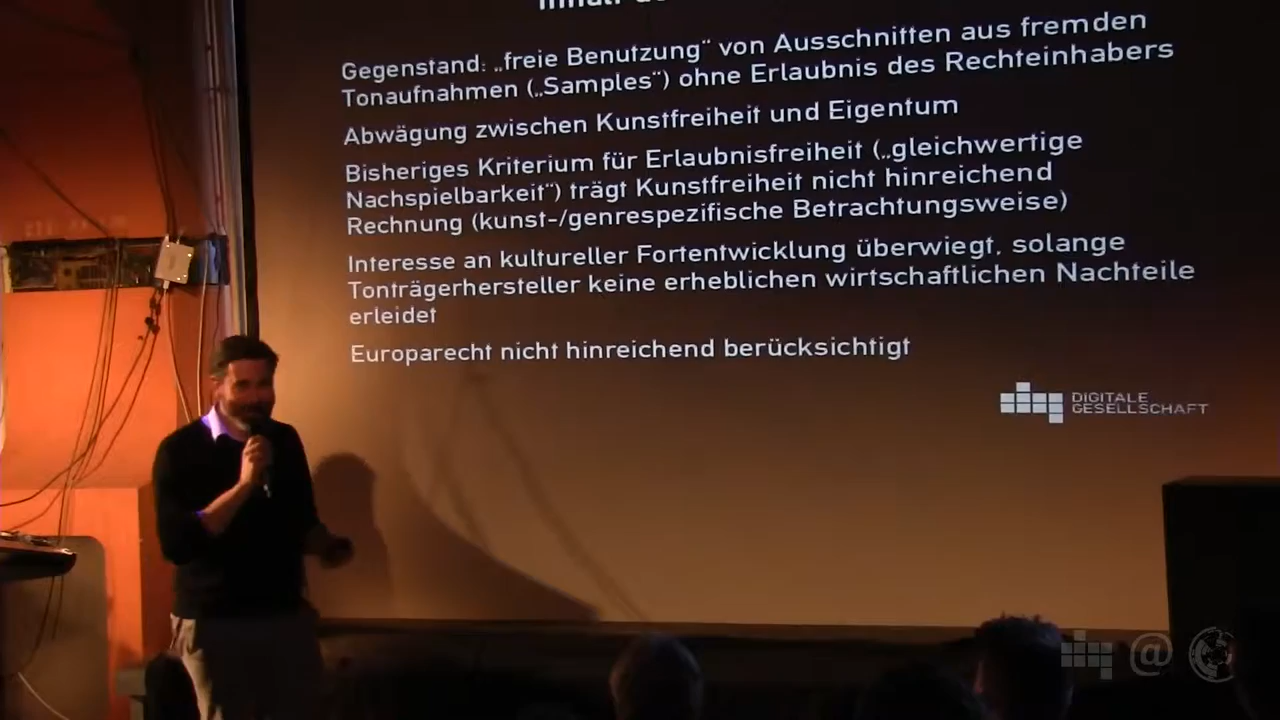 Inhalt de
Gegenstand: „freie Benutzung“ von Ausschnitten aus fremden
Tonaufnahmen („Samples“) ohne Erlaubnis des Rechteinhabers
Abwägung zwischen Kunstfreiheit und Eigentum
Bisheriges Kriterium für Erlaubnisfreiheit („gleichwertige
Nachspielbarkeit“) trägt Kunstfreiheit nicht hinreichend
Rechnung (kunst-/genrespezifische Betrachtungsweise)
Interesse an kultureller Fortentwicklung überwiegt, solange
Tonträgerhersteller keine erheblichen wirtschaftlichen Nachteile
erleidet
Europarecht nicht hinreichend berücksichtigt
DIGITALE
GESELLSCHAFT
@